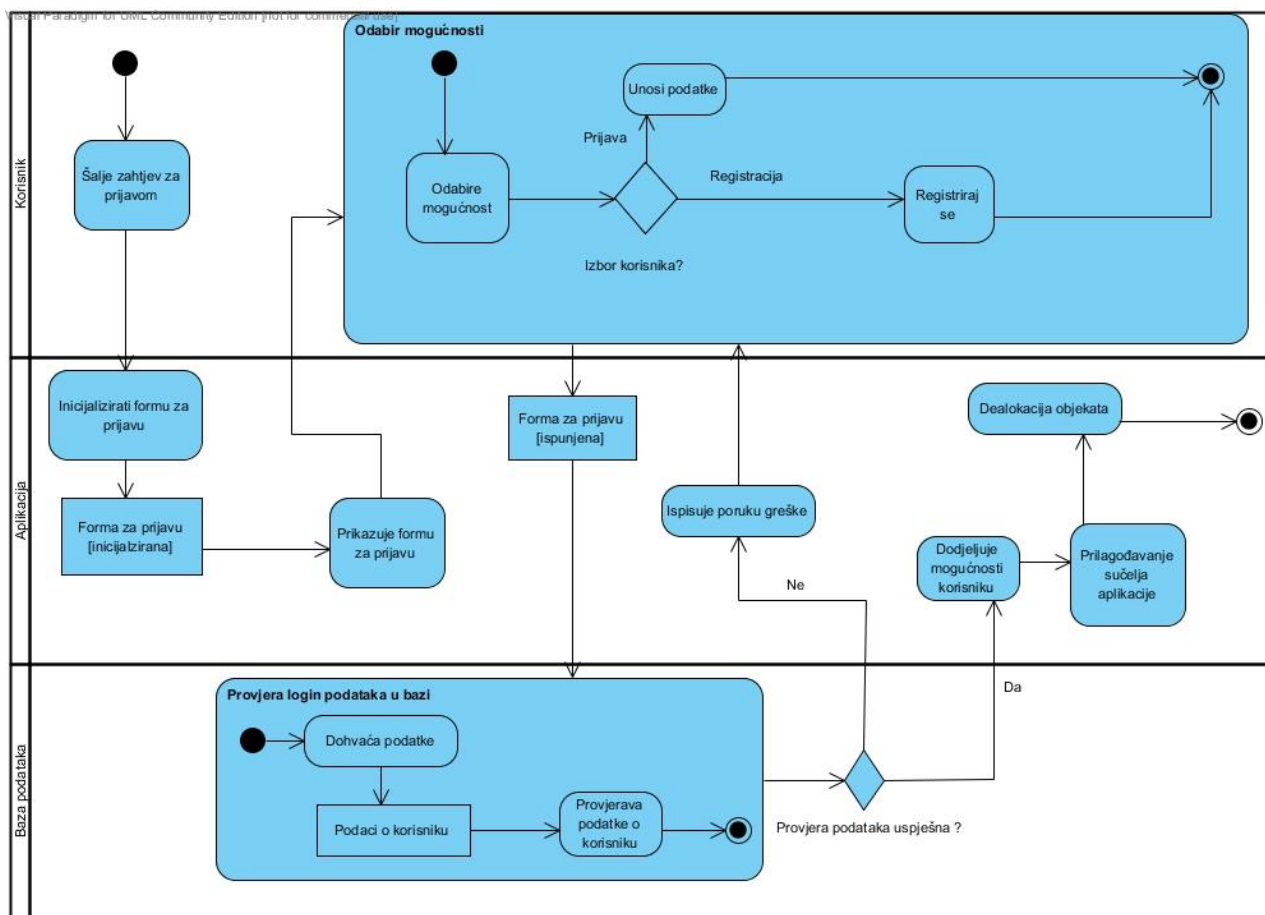 Visual Paradigm for UML Community Edition [not for commercial use]
Korisnik
Šalje zahtjev za
prijavom
Odabir mogućnosti
Odabire
mogućnost
Unosi podatke
Prijava
Izbor korisnika?
Registracija
Registriraj
se
Aplikacija
Inicijalizirati formu za
prijavu
Forma za prijavu
[inicijalzirana]
Prikazuje formu
za prijavu
Forma za prijavu
[ispunjena]
Ispisuje poruku greške
Ne
Dodjeljuje
mogućnosti
korisniku
Prilagođavanje
sučelja
aplikacije
Dealokacija objekata
Baza podataka
Provjera login podataka u bazi
Dohvaća podatke
Podaci o korisniku
Provjerava
podatke o
korisniku
Provjera podataka uspješna ?
Da